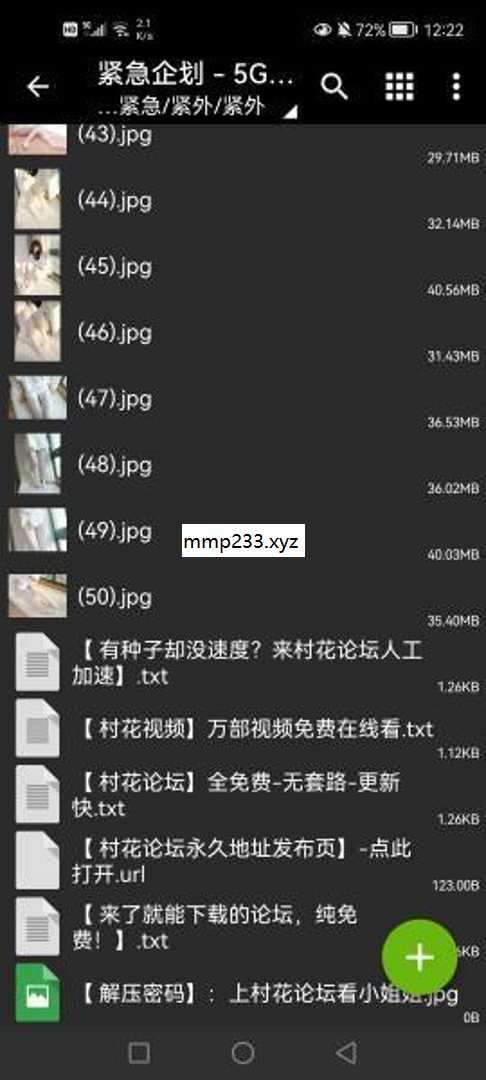 HD 5G 2.1 K/s 72% 12:22
紧急企划 - 5G...
...紧急/紧外/紧外
(43).jpg
29.71MB
(44).jpg
32.14MB
(45).jpg
40.56MB
(46).jpg
31.43MB
(47).jpg
36.53MB
(48).jpg
36.02MB
(49).jpg
mmp233.xyz
40.03MB
(50).jpg
35.40MB
【 有种子却没速度？来村花论坛人工
加速】.txt
1.26KB
【 村花视频】万部视频免费在线看.txt
1.12KB
【 村花论坛】全免费-无套路-更新
快.txt
1.26KB
【 村花论坛永久地址发布页】-点此
打开.url
123.00B
【 来了就能下载的论坛，纯免
费！】.txt
6KB
【 解压密码】：上村花论坛看小姐姐.jpg
0B